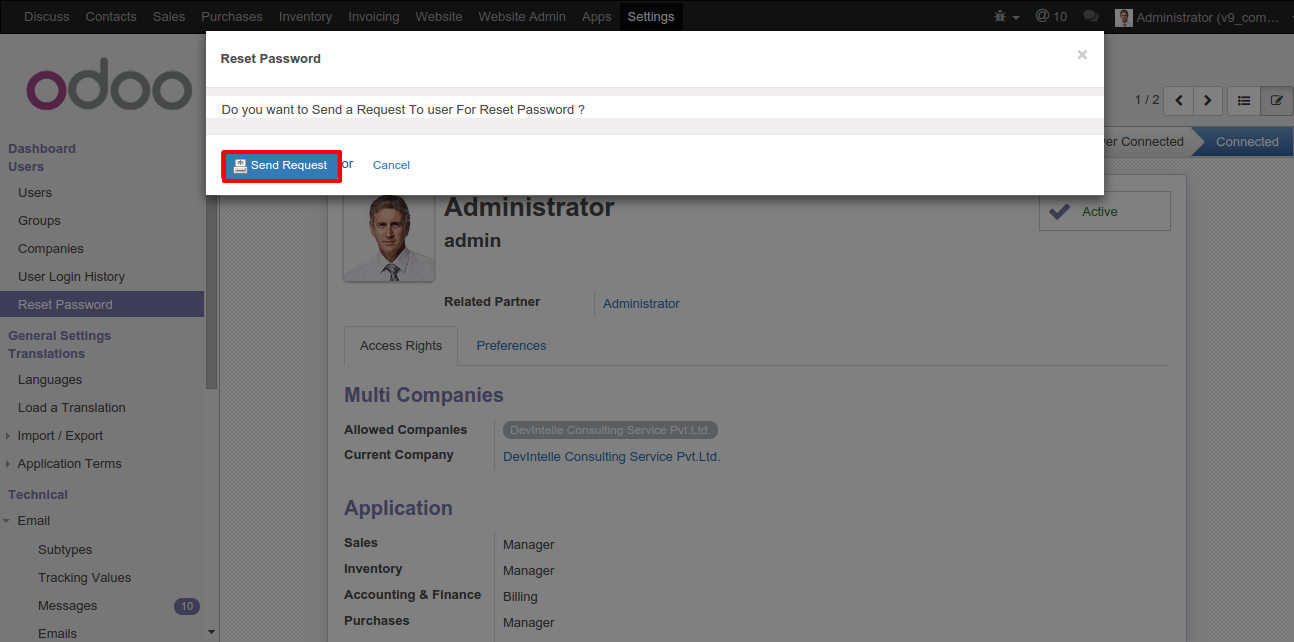 Discuss Contacts Sales Purchases Inventory Invoicing Website Website Admin Apps Settings @ 10 Administrator (v9_com...
Reset Password ×
Do you want to Send a Request To user For Reset Password ?
Send Request or Cancel
odoo
1 / 2
er Connected Connected
Dashboard
Users
Users
Groups
Companies
User Login History
Reset Password
General Settings
Translations
Languages
Load a Translation
Import / Export
Application Terms
Technical
Email
Subtypes
Tracking Values
Messages 10
Emails
Administrator
Active
admin
Related Partner Administrator
Access Rights Preferences
Multi Companies
Allowed Companies DevIntelle Consulting Service Pvt.Ltd.
Current Company DevIntelle Consulting Service Pvt.Ltd.
Application
Sales Manager
Inventory Manager
Accounting & Finance Billing
Purchases Manager